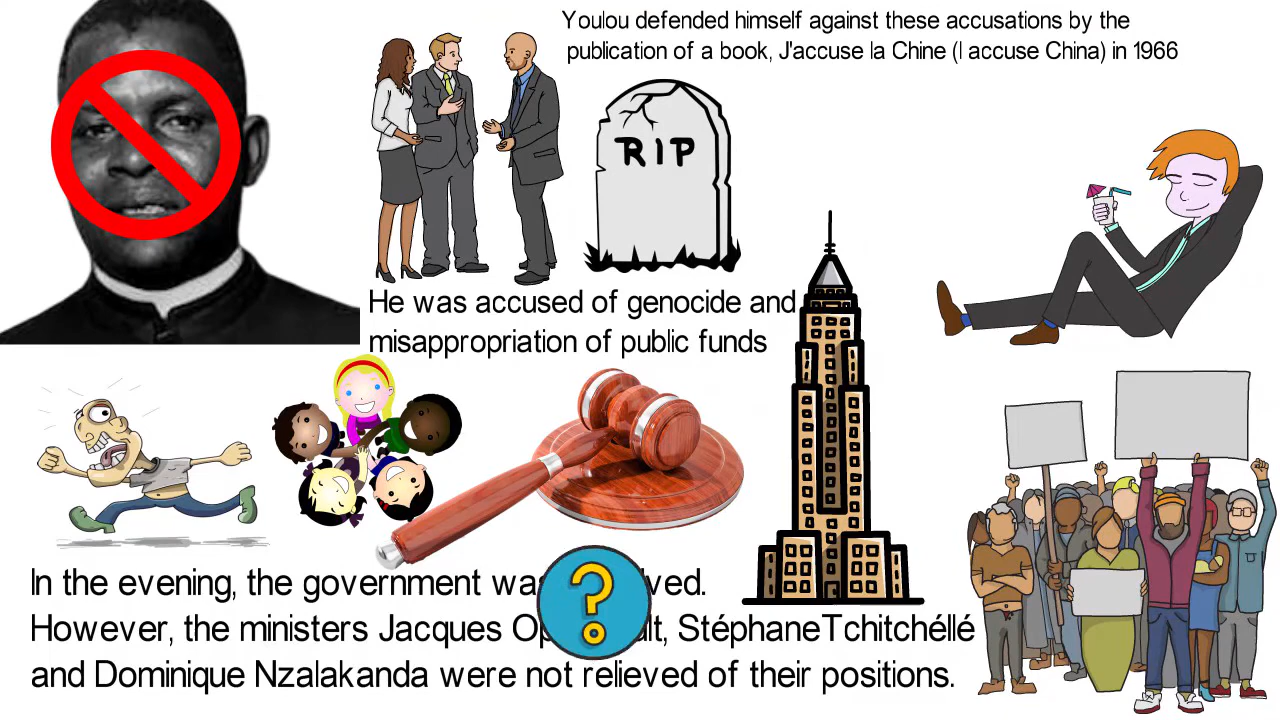 Youlou defended himself against these accusations by the
publication of a book, J'accuse la Chine (I accuse China) in 1966
RIP
He was accused of genocide and
misappropriation of public funds
In the evening, the government
However, the ministers Jacques StéphaneTchitchéllé
and Dominique Nzalakanda were not relieved of their positions.